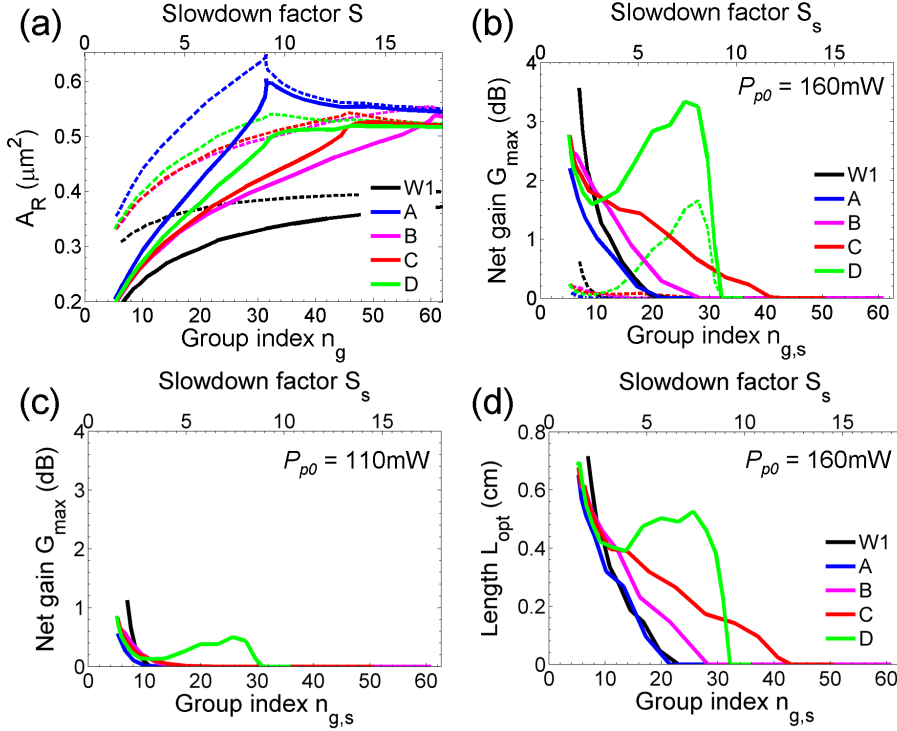 (a)
Slowdown factor S
0 5 10 15
A_R (μm²)
0.6
0.5
0.4
0.3
0.2
W1
A
B
C
D
10 20 30 40 50 60
Group index n_g
(b)
Slowdown factor S_s
0 5 10 15
P_p0 = 160mW
Net gain G_max (dB)
4
3
2
1
0
W1
A
B
C
D
0 10 20 30 40 50 60
Group index n_g,s
(c)
Slowdown factor S_s
0 5 10 15
P_p0 = 110mW
Net gain G_max (dB)
4
3
2
1
0
0 10 20 30 40 50 60
Group index n_g,s
(d)
Slowdown factor S_s
0 5 10 15
P_p0 = 160mW
Length L_opt (cm)
0.8
0.6
0.4
0.2
0
W1
A
B
C
D
0 10 20 30 40 50 60
Group index n_g,s